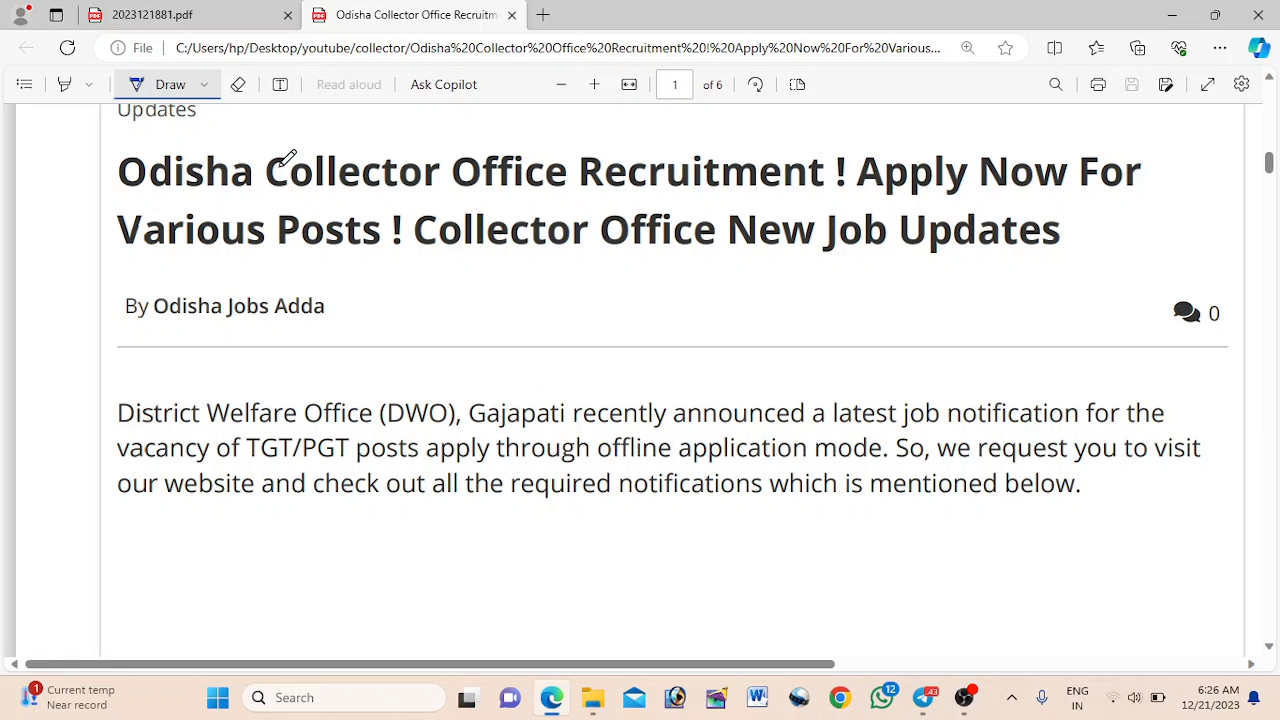 2023121881.pdf
Odisha Collector Office Recruitm
File
C:/Users/hp/Desktop/youtube/collector/Odisha%20Collector%20Office%20Recruitment%20!%20Apply%20Now%20For%20Various...
Draw
Read aloud
Ask Copilot
1
of 6
Updates
Odisha Collector Office Recruitment ! Apply Now For
Various Posts ! Collector Office New Job Updates
By Odisha Jobs Adda
0
District Welfare Office (DWO), Gajapati recently announced a latest job notification for the
vacancy of TGT/PGT posts apply through offline application mode. So, we request you to visit
our website and check out all the required notifications which is mentioned below.
1
Current temp
Near record
Search
12
43
ENG
IN
6:26 AM
12/21/2023